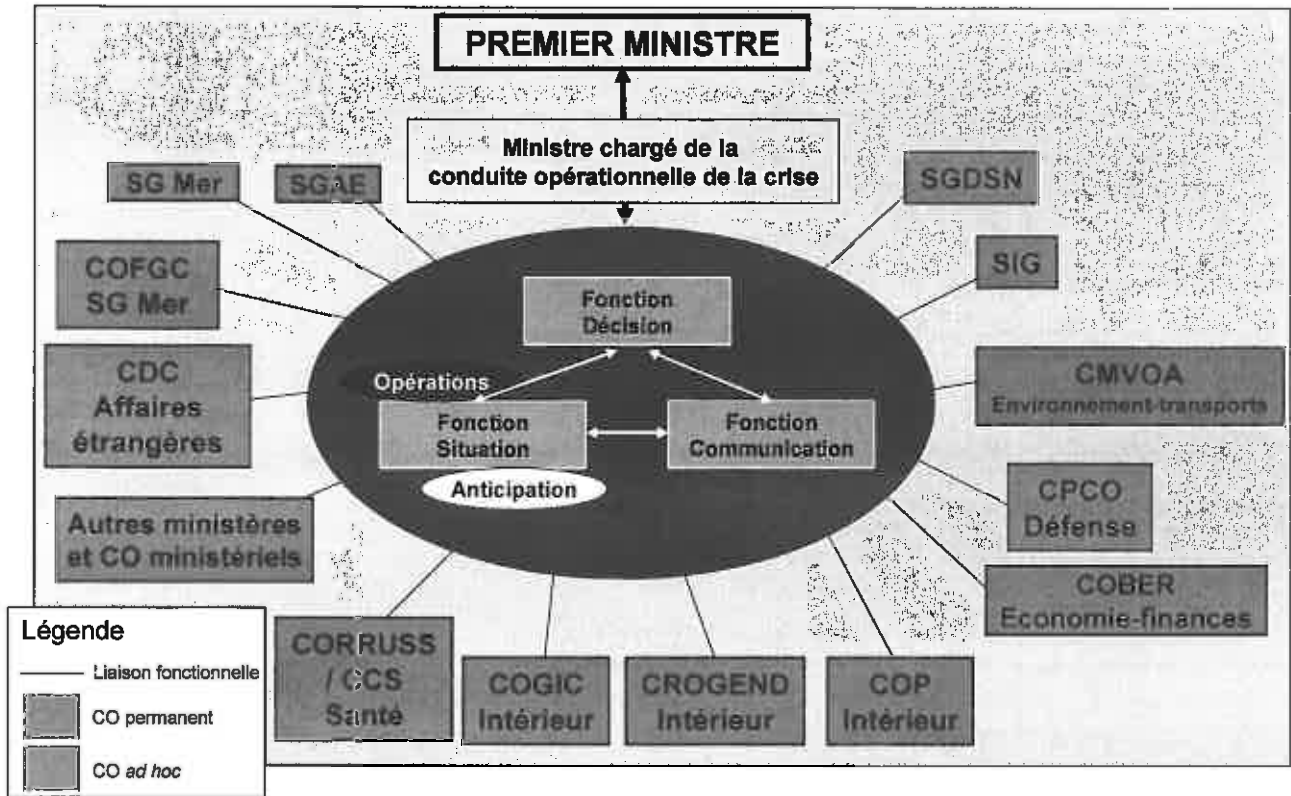 PREMIER MINISTRE
Ministre chargé de la
conduite opérationnelle de la crise
SG Mer
SGAE
SGDSN
COFGC
SG Mer
SIG
Fonction
Décision
CDC
Affaires
étrangères
Opérations
Fonction
Situation
Fonction
Communication
CMVOA
Environnement-transports
Anticipation
Autres ministères
et CO ministériels
CPCO
Défense
COBER
Economie-finances
CORRUSS
/ CCS
Santé
COGIC
Intérieur
CROGEND
Intérieur
COP
Intérieur
Légende
Liaison fonctionnelle
CO permanent
CO ad hoc